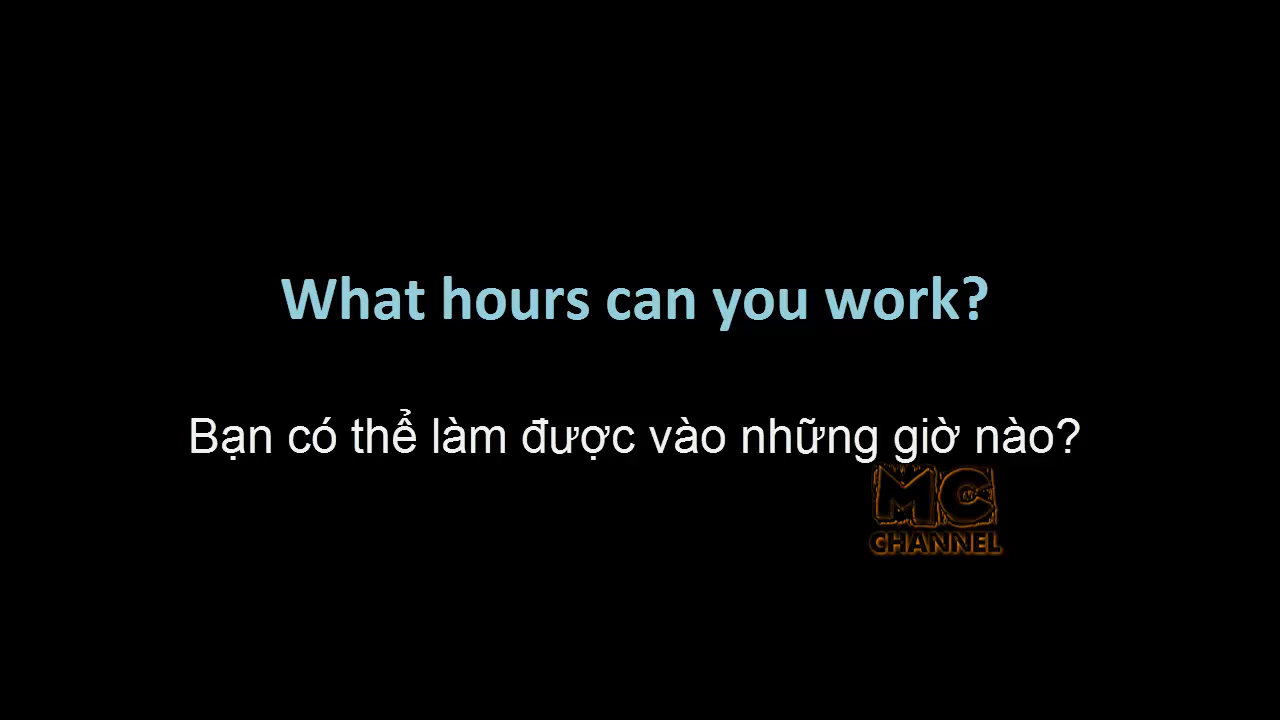 What hours can you work?
Bạn có thể làm được vào những giờ nào?
MC
CHANNEL